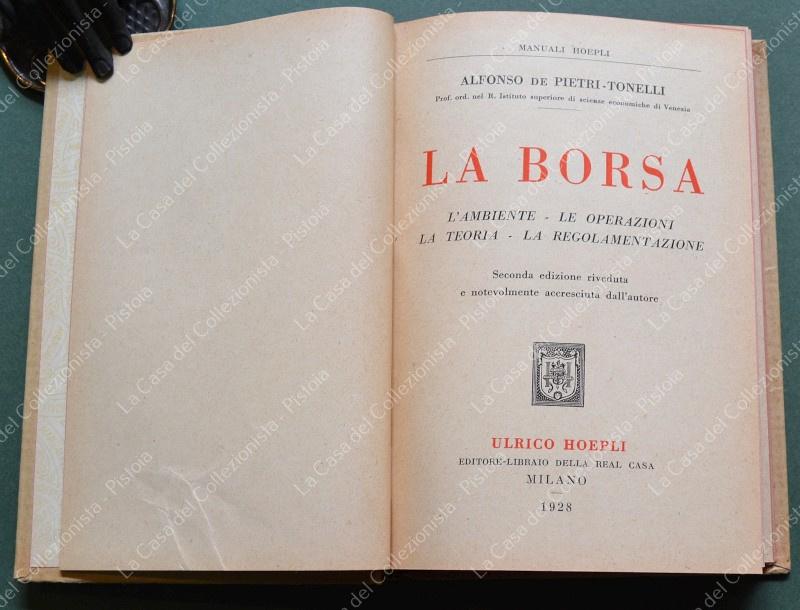 MANUALI HOEPLI
ALFONSO DE PIETRI-TONELLI
Prof. ord. nel R. Istituto superiore di scienze economiche di Venezia
LA BORSA
L'AMBIENTE - LE OPERAZIONI
LA TEORIA - LA REGOLAMENTAZIONE
Seconda edizione riveduta
e notevolmente accresciuta dall'autore
ULRICO HOEPLI
EDITORE-LIBRAIO DELLA REAL CASA
MILANO
1928
La Casa del Collezionista - Pistoia